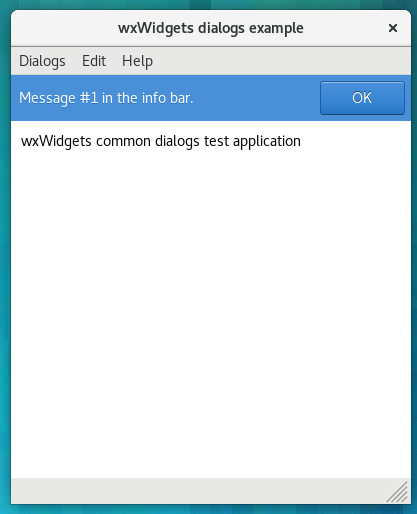 wxWidgets dialogs example
Dialogs Edit Help
Message #1 in the info bar. OK
wxWidgets common dialogs test application